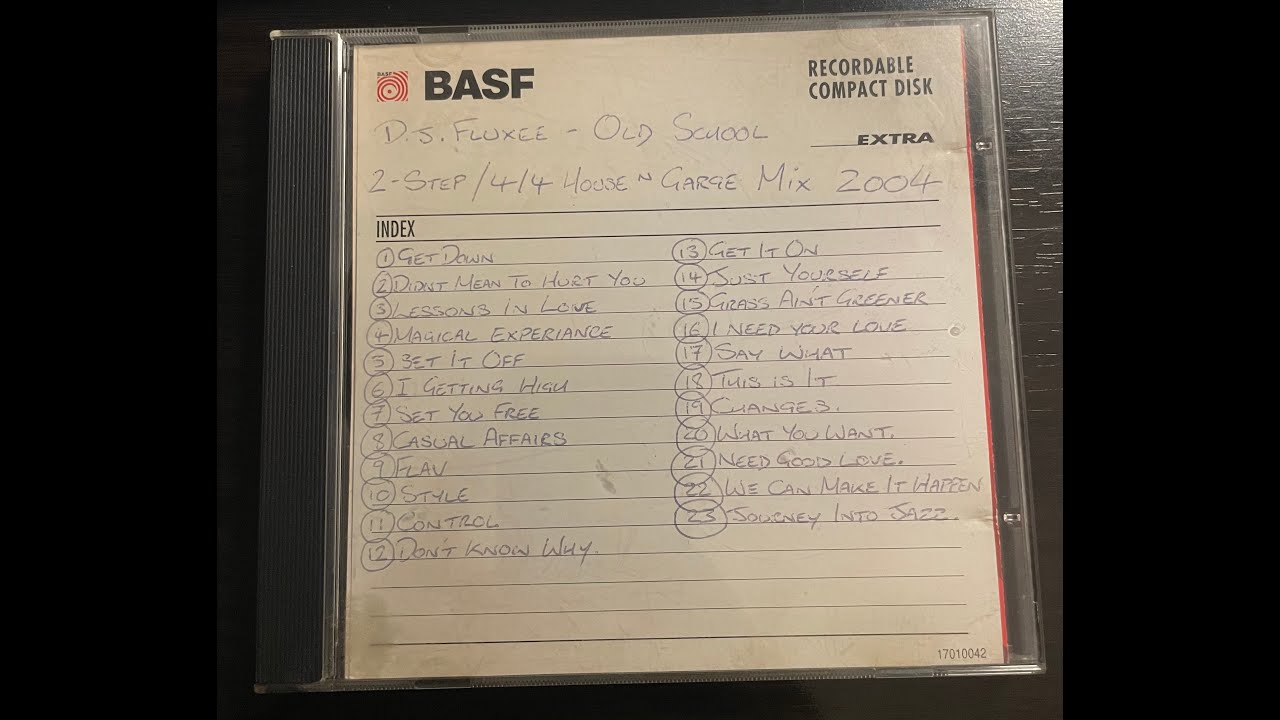 BASF
BASF
RECORDABLE
COMPACT DISK
EXTRA
D.J. FLUXEE - OLD SCHOOL
2-STEP/4/4 HOUSE N GARGE MIX 2004
INDEX
1 GET DOWN
2 DIDNT MEAN TO HURT YOU
3 LESSONS IN LOVE
4 MAGICAL EXPERIANCE
5 SET IT OFF
6 I GETTING HIGH
7 SET YOU FREE
8 CASUAL AFFAIRS
9 FLAV
10 STYLE
11 CONTROL
12 DON'T KNOW WHY.
13 GET IT ON
14 JUST YOURSELF
15 GRASS AIN'T GREENER
16 I NEED YOUR LOVE
17 SAY WHAT
18 THIS IS IT
19 CHANGES.
20 WHAT YOU WANT.
21 NEED GOOD LOVE.
22 WE CAN MAKE IT HAPPEN
23 JOURNEY INTO JAZZ.
17010042